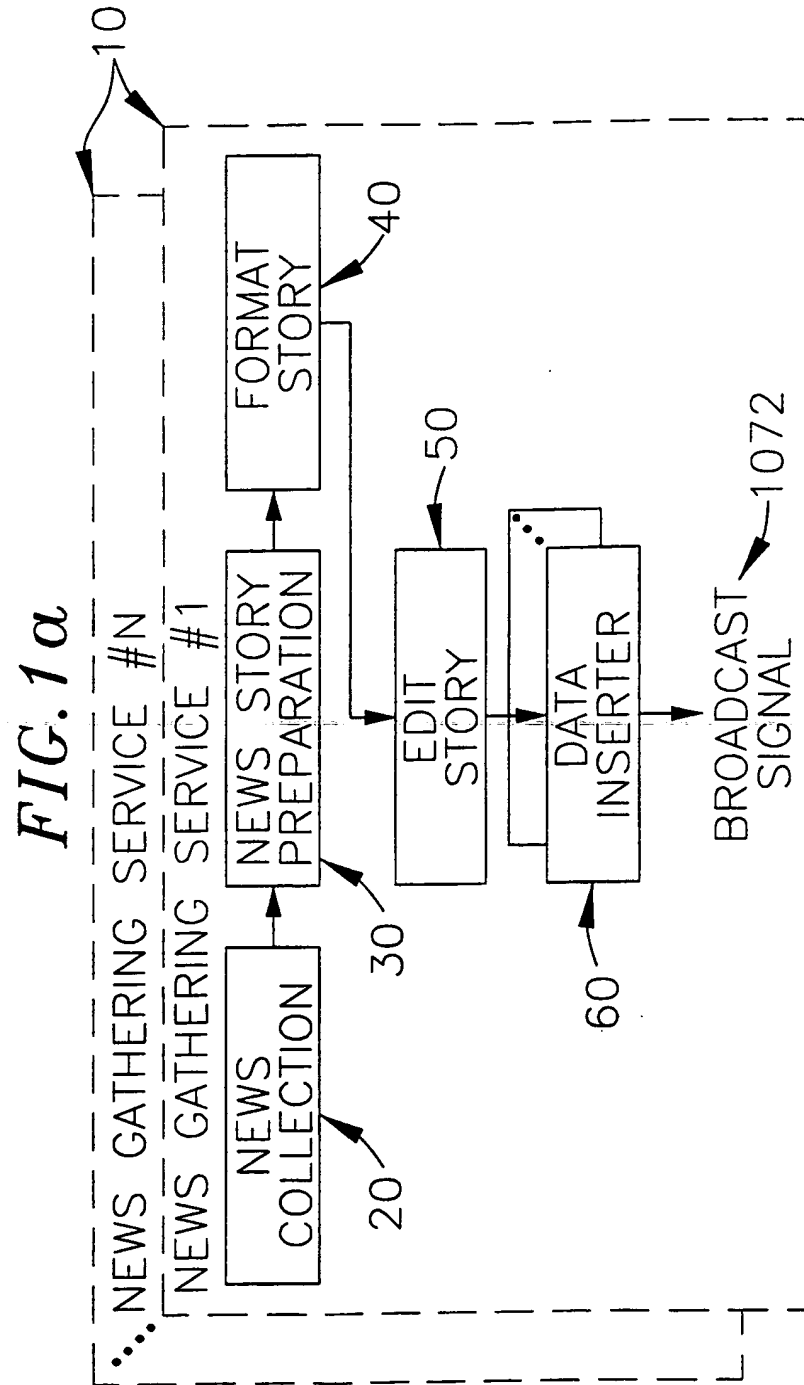 FIG.1a
10
NEWS GATHERING SERVICE #N
NEWS GATHERING SERVICE #1
NEWS
COLLECTION
20
NEWS STORY
PREPARATION
30
FORMAT
STORY
40
EDIT
STORY
50
DATA
INSERTER
60
BROADCAST
SIGNAL
1072